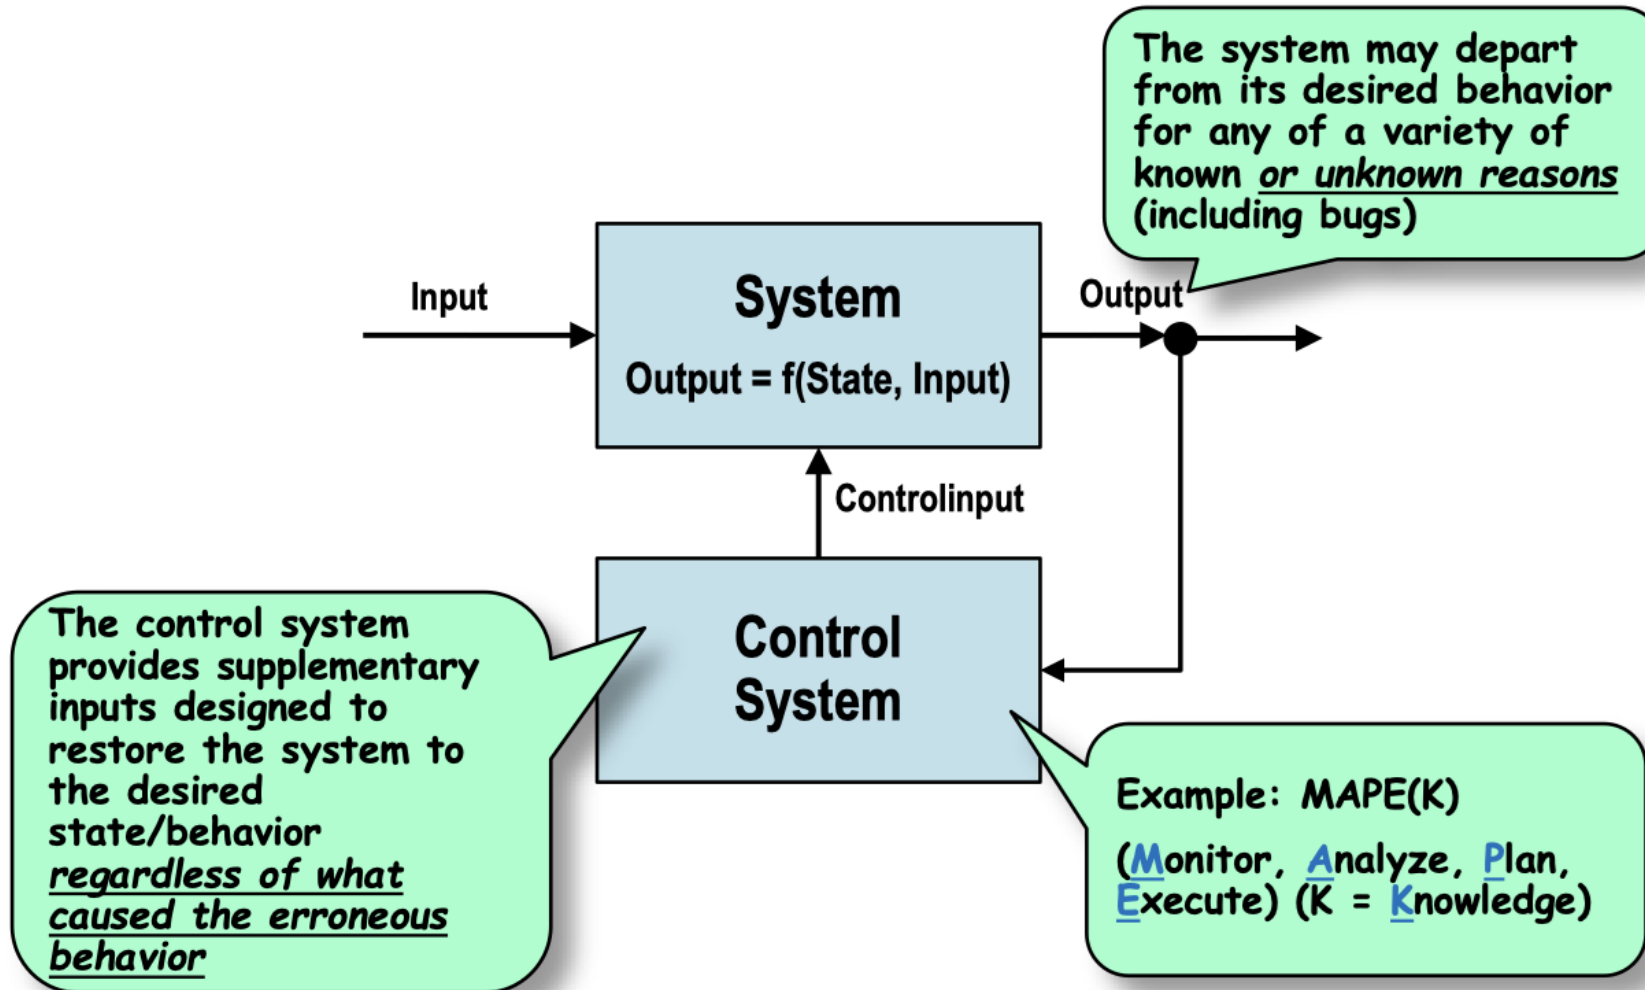 The system may depart
from its desired behavior
for any of a variety of
known or unknown reasons
(including bugs)
Input
System
Output = f(State, Input)
Output
Controlinput
The control system
provides supplementary
inputs designed to
restore the system to
the desired
state/behavior
regardless of what
caused the erroneous
behavior
Control
System
Example: MAPE(K)
(Monitor, Analyze, Plan,
Execute) (K = Knowledge)